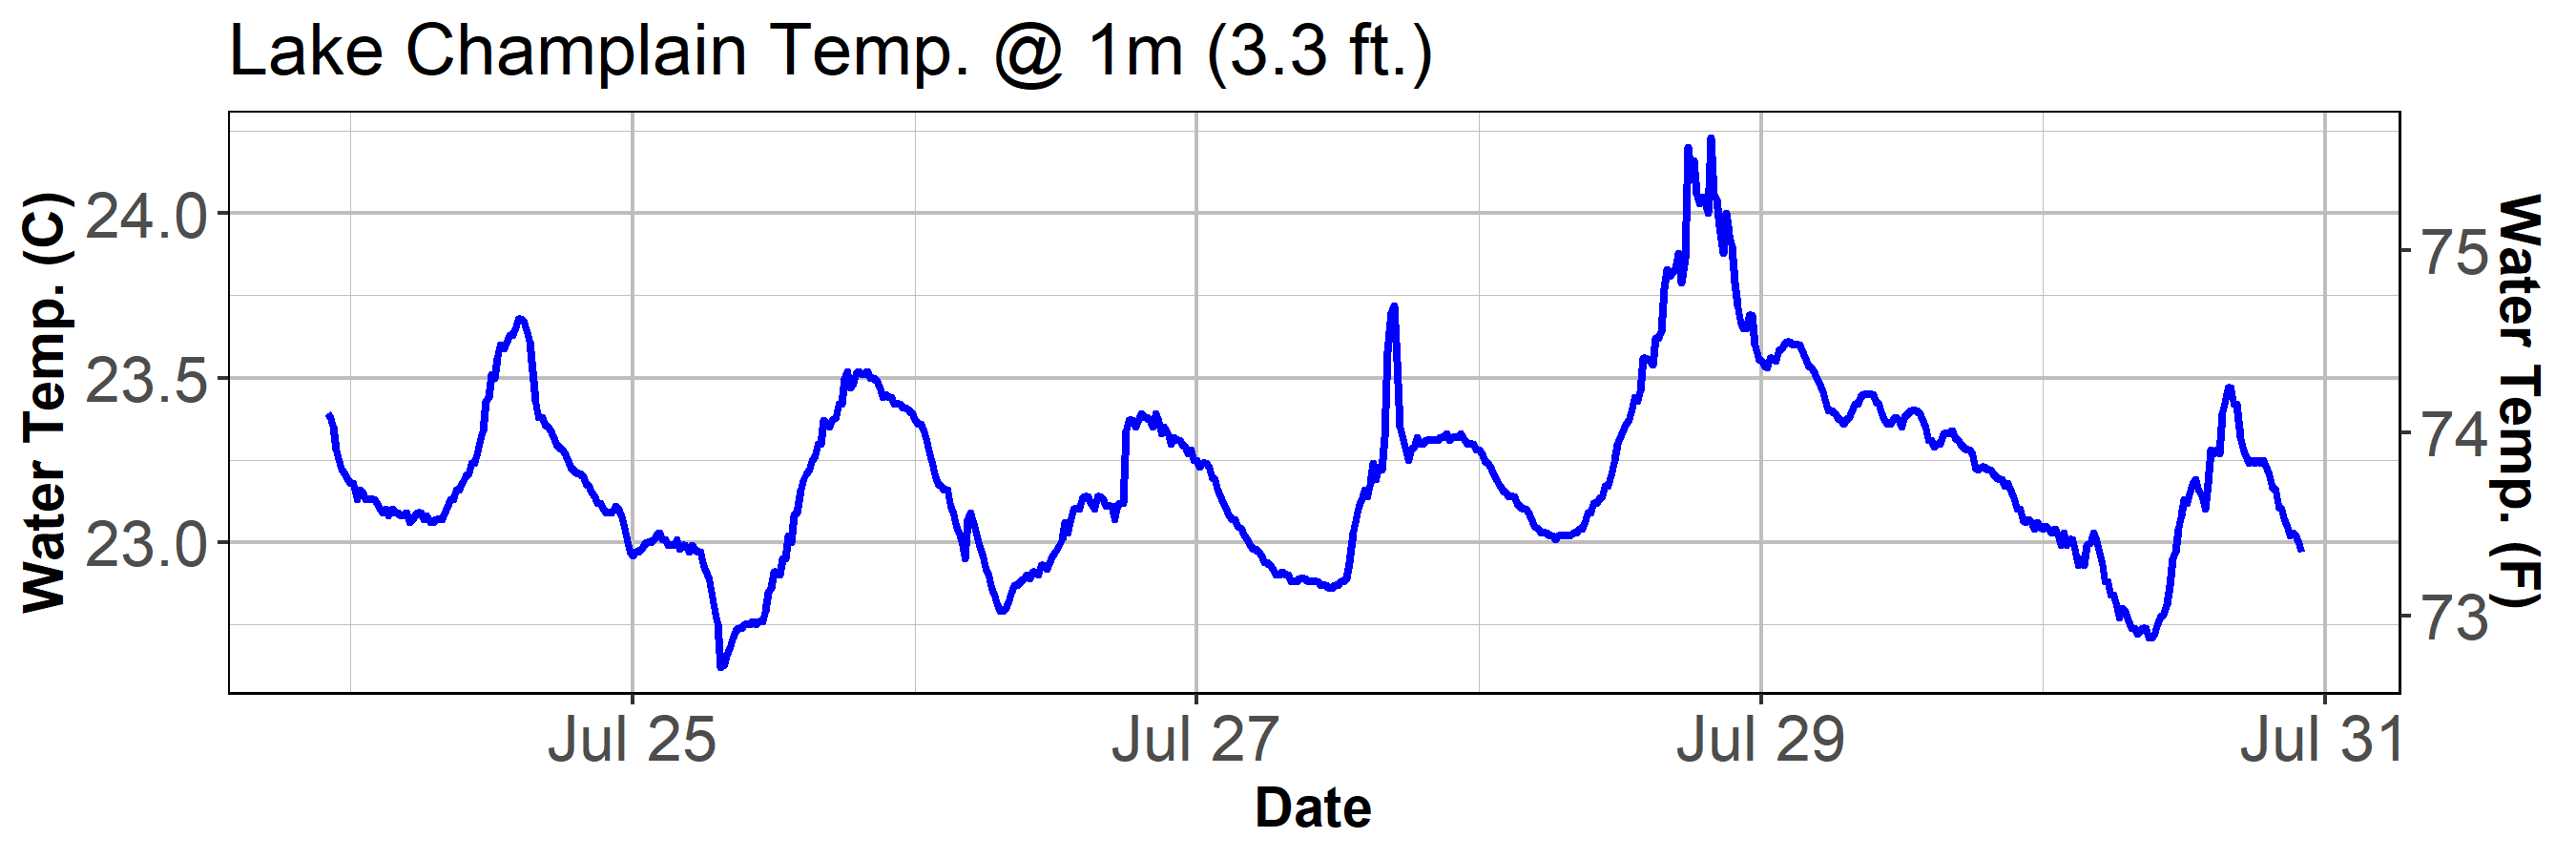 Lake Champlain Temp. @ 1m (3.3 ft.)
Water Temp. (C)
24.0
23.5
23.0
75
74
73
Water Temp. (F)
Jul 25 Jul 27 Jul 29 Jul 31
Date